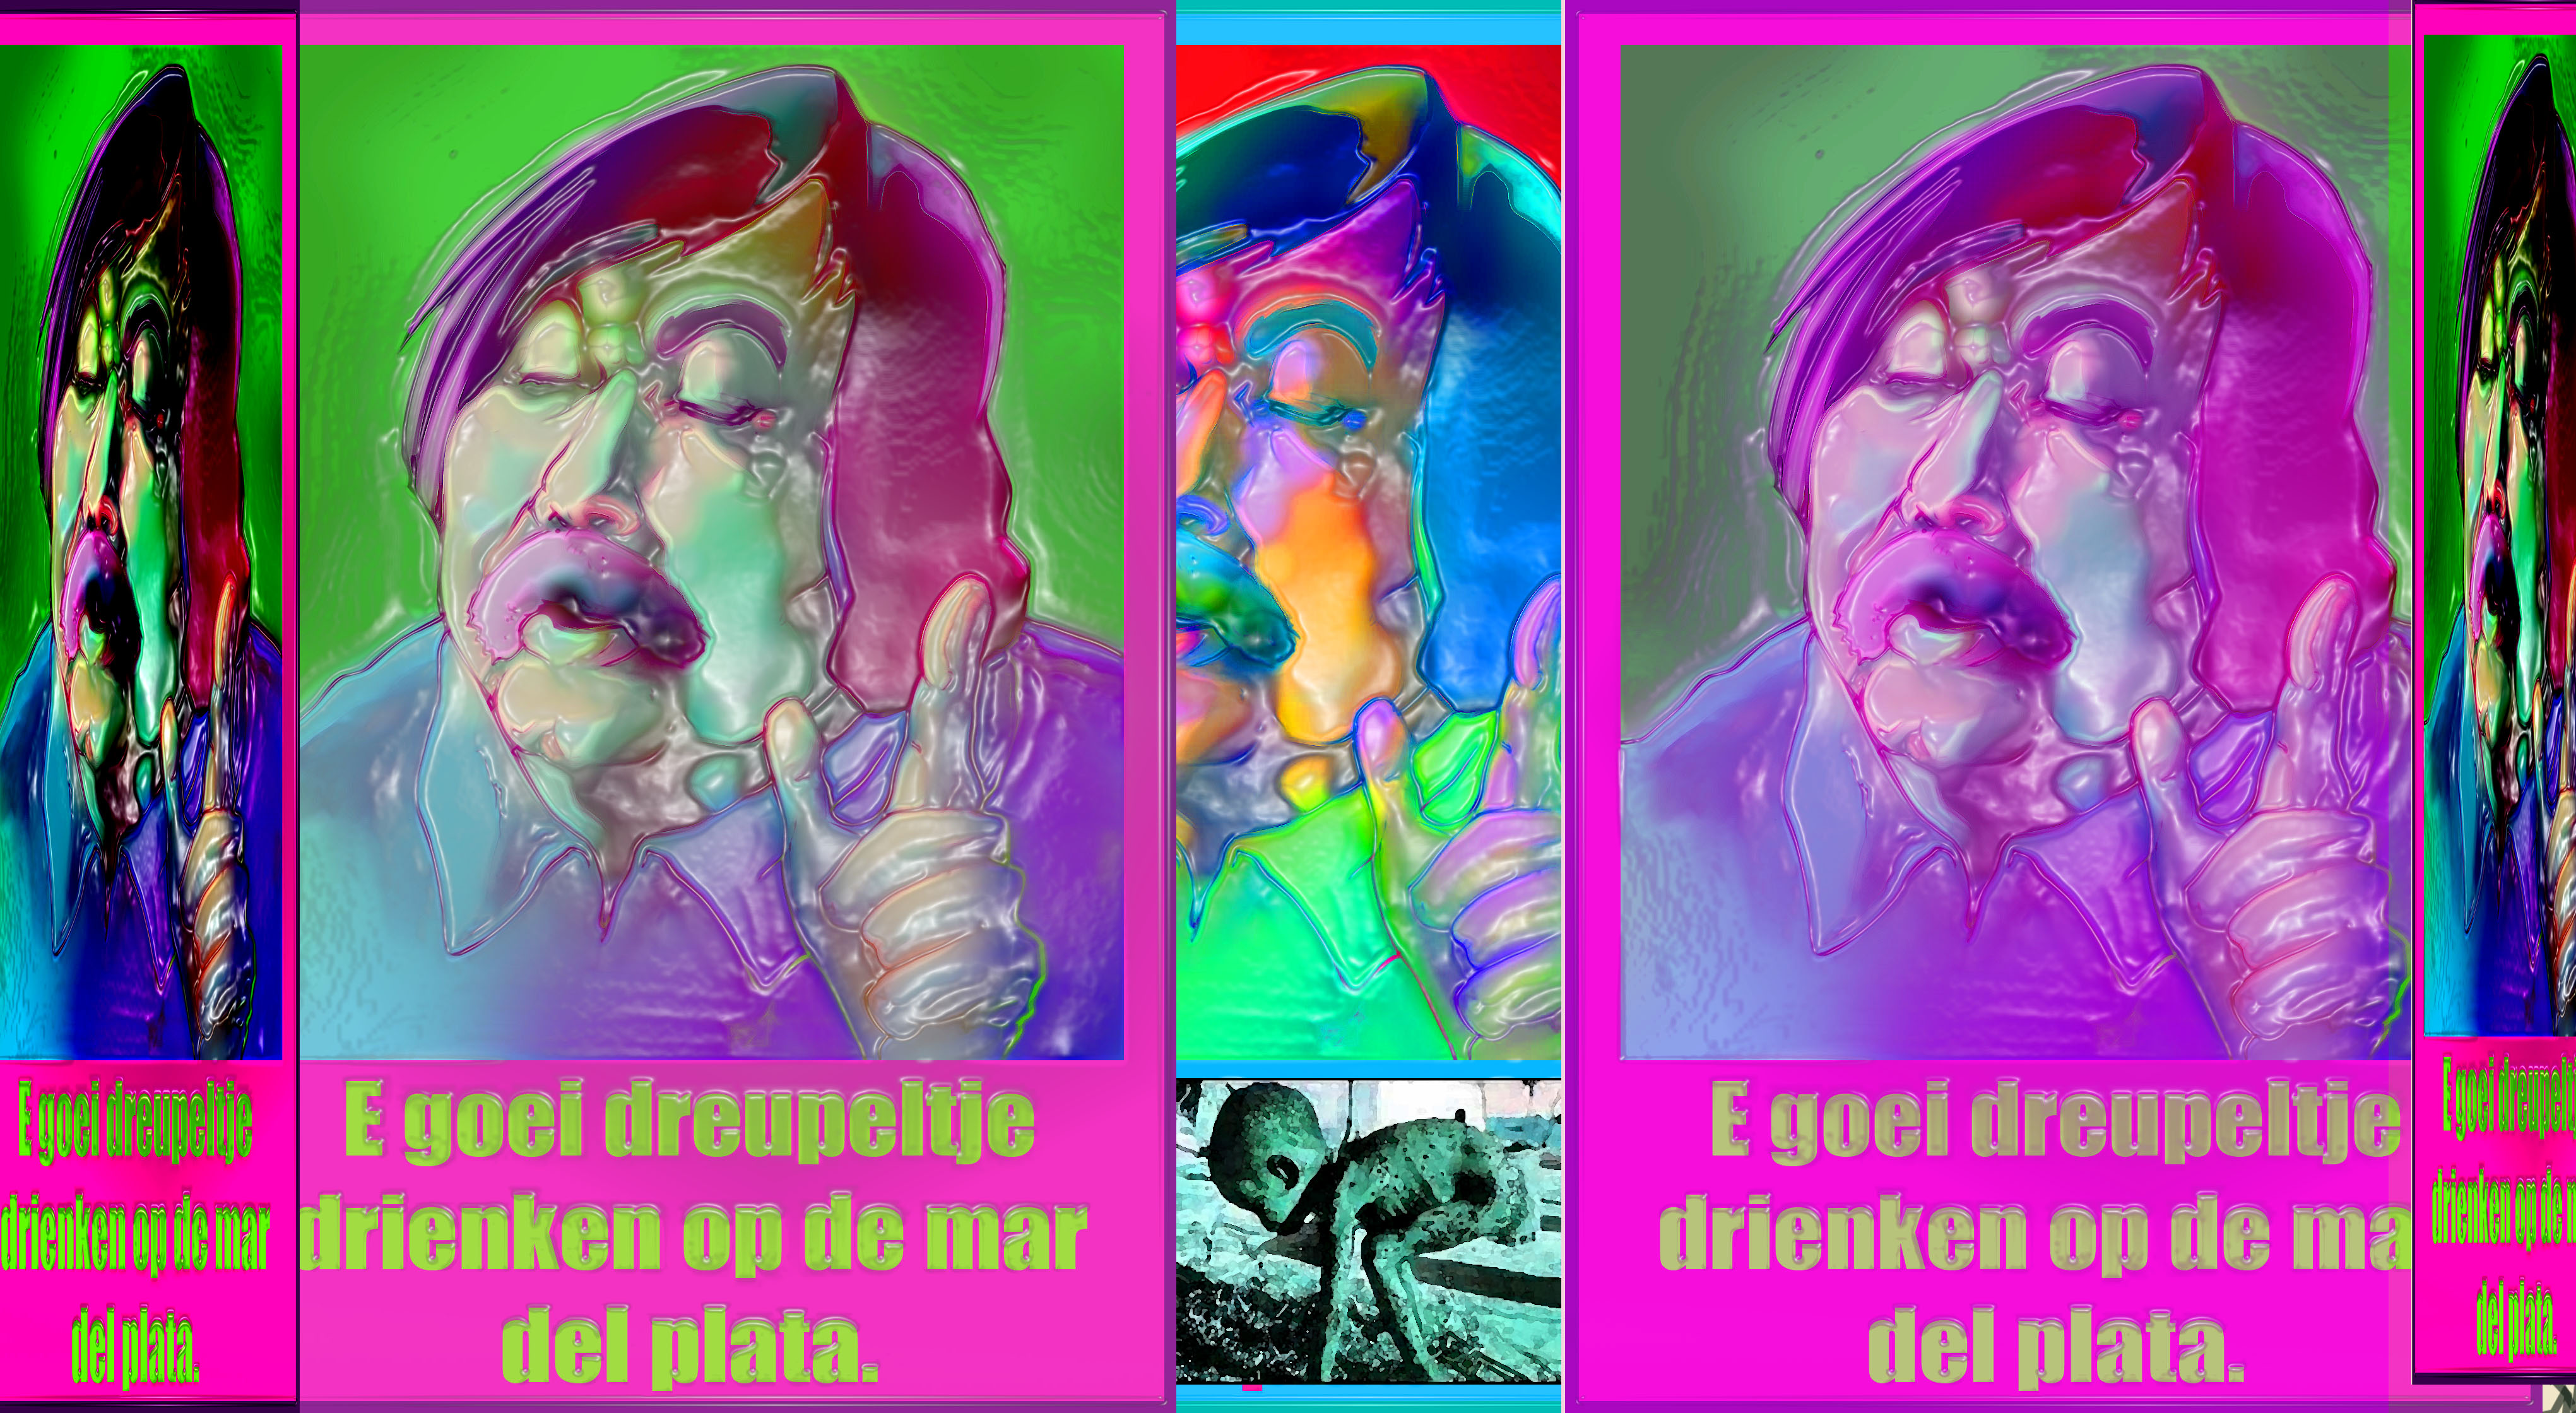 E goei dreupeltje
drienken op de mar
del plata.
E goei dreupeltje
drienken op de mar
del plata.
E goei dreupeltje
drienken op de ma
del plata.
E goei dreupelt
drienken op de
del plata.